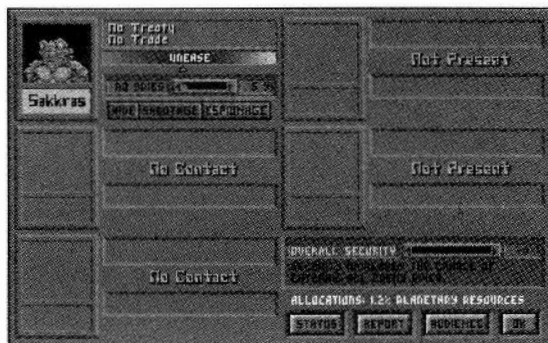 No Treaty
No Trade
UNEASE
NO SPIES
Sakkras
HIDE SABOTAGE ESPIONAGE
Not Present
No Contact
Not Present
No Contact
OVERALL SECURITY
ALLOCATIONS: 1.2% PLANETARY RESOURCES
STATUS REPORT AUDIENCE OK